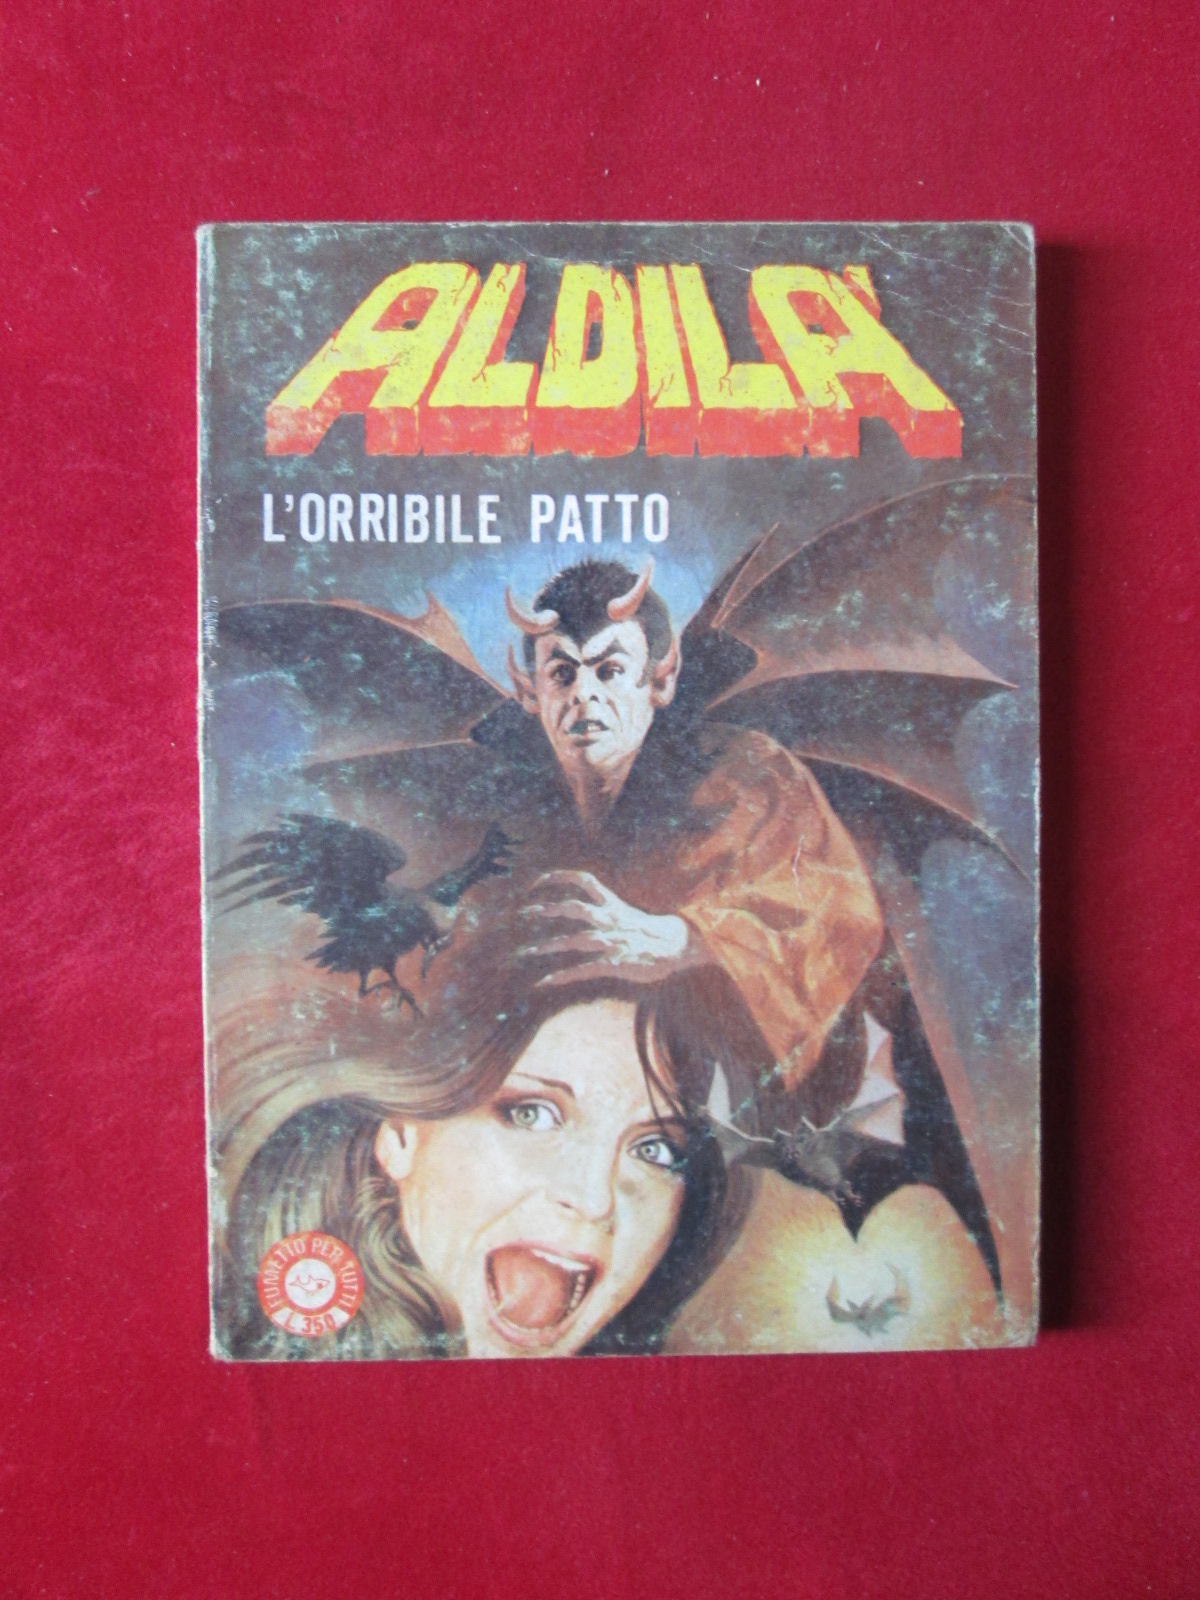 ALDILA'
L'ORRIBILE PATTO
FUMETTO PER TUTTI
L. 350